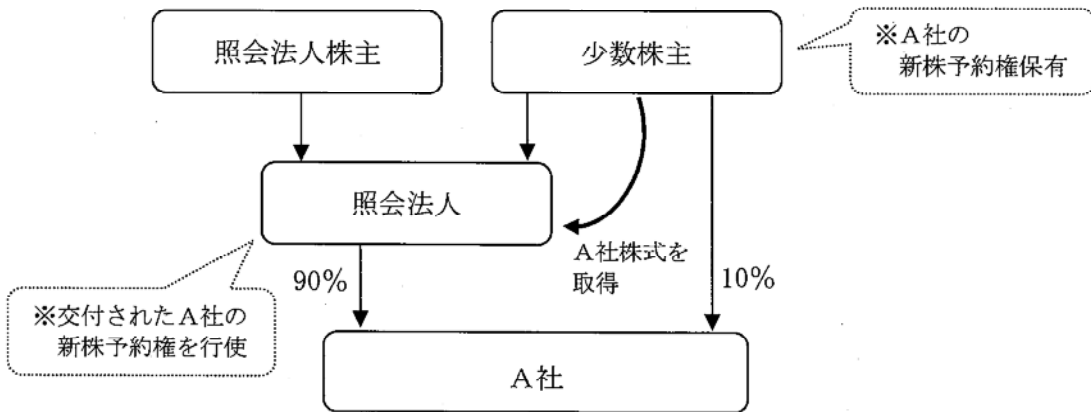 照会法人株主
少数株主
※A社の
新株予約権保有
照会法人
A社株式を
取得
90%
10%
※交付されたA社の
新株予約権を行使
A社